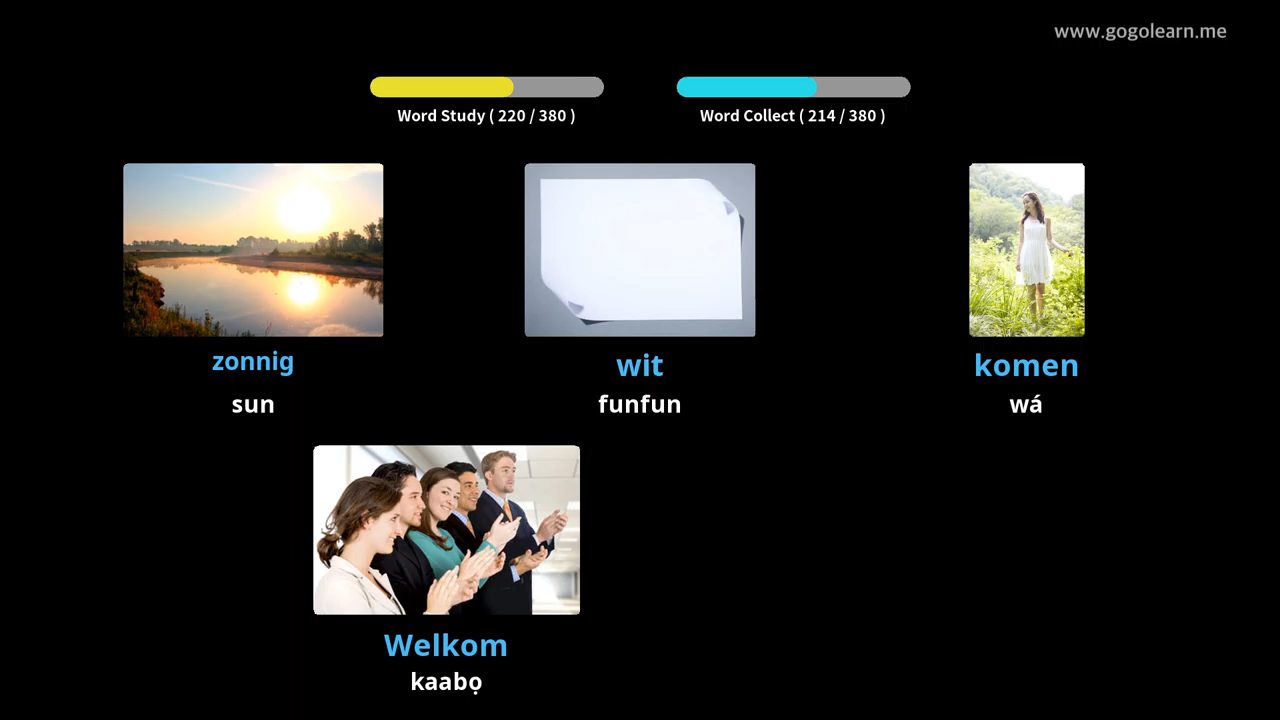 www.gogolearn.me
Word Study ( 220 / 380 )
Word Collect ( 214 / 380 )
zonnig
sun
wit
funfun
komen
wá
Welkom
kaabọ